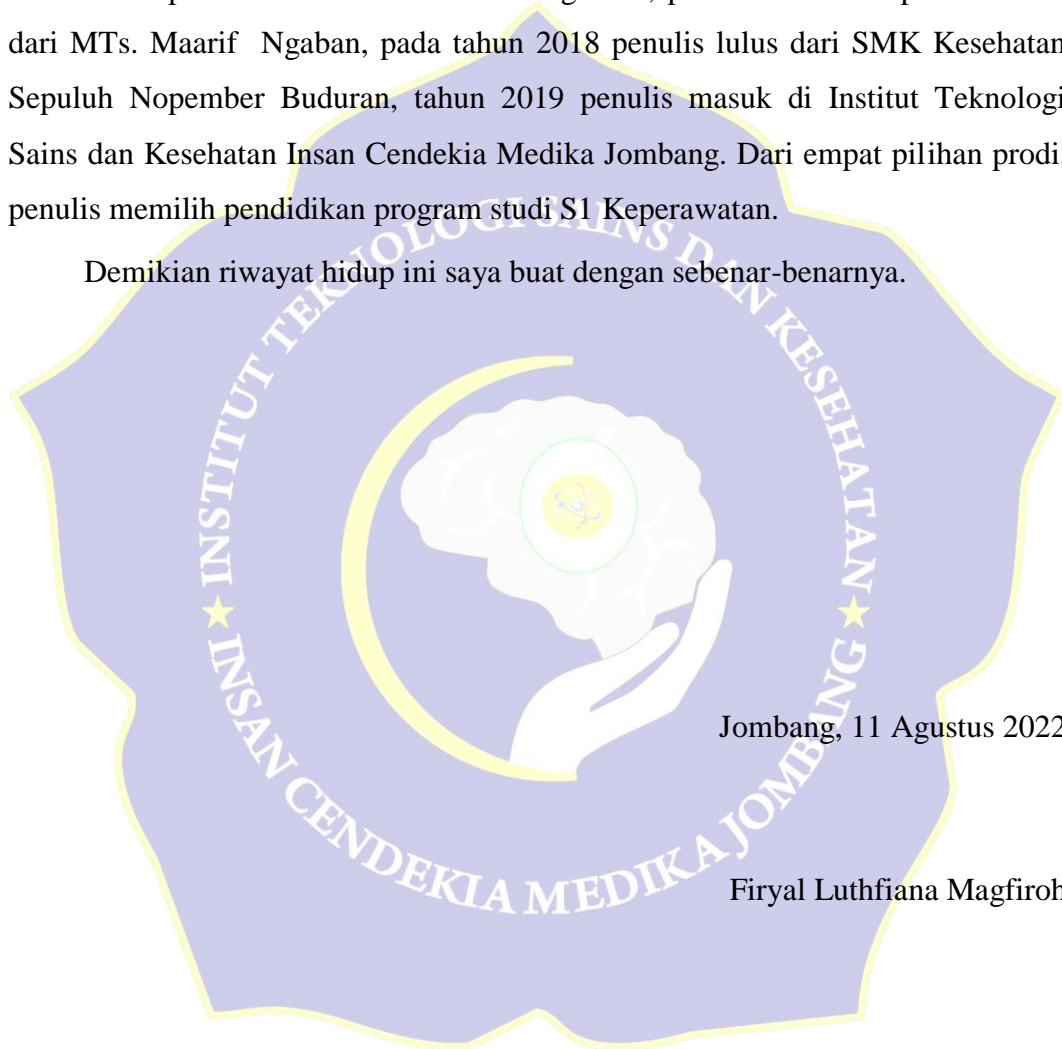 dari MTs. Maarif Ngaban, pada tahun 2018 penulis lulus dari SMK Kesehatan
Sepuluh Nopember Buduran, tahun 2019 penulis masuk di Institut Teknologi
Sains dan Kesehatan Insan Cendekia Medika Jombang. Dari empat pilihan prodi,
penulis memilih pendidikan program studi S1 Keperawatan.
Demikian riwayat hidup ini saya buat dengan sebenar-benarnya.
INSTITUT TEKNOLOGI SAINS DAN KESEHATAN
INSAN CENDEKIA MEDIKA JOMBANG
Jombang, 11 Agustus 2022
Firyal Luthfiana Magfiroh